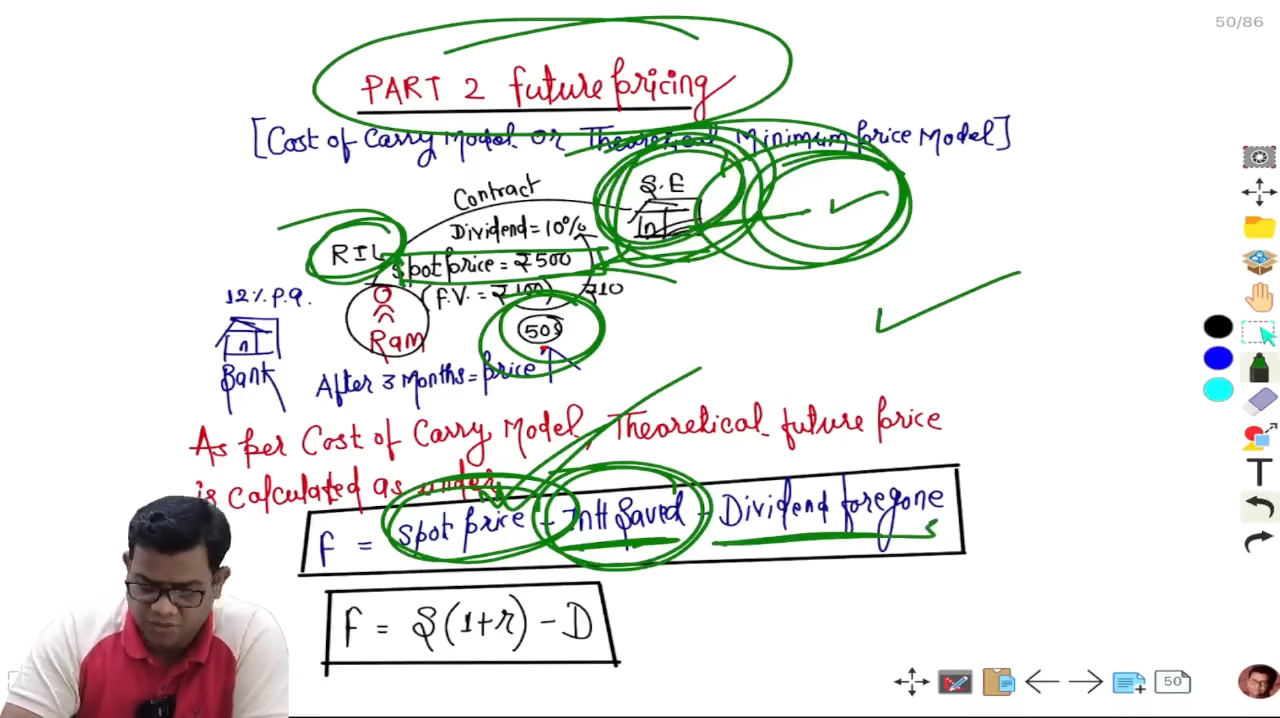 50/86
PART 2 Future pricing
[Cost of Carry Model or Theoretical Minimum price Model]
Contract
S.E
Dividend = 10%
RIL
Spot price = ₹500
12% p.a.
(F.V. = ₹100)
₹10
Ram
505
Bank
After 3 Months = price ↑
As per Cost of Carry Model, Theoretical future price
is calculated as under
F = Spot price - Intt Saved - Dividend foregone
F = S(1+r) - D
50